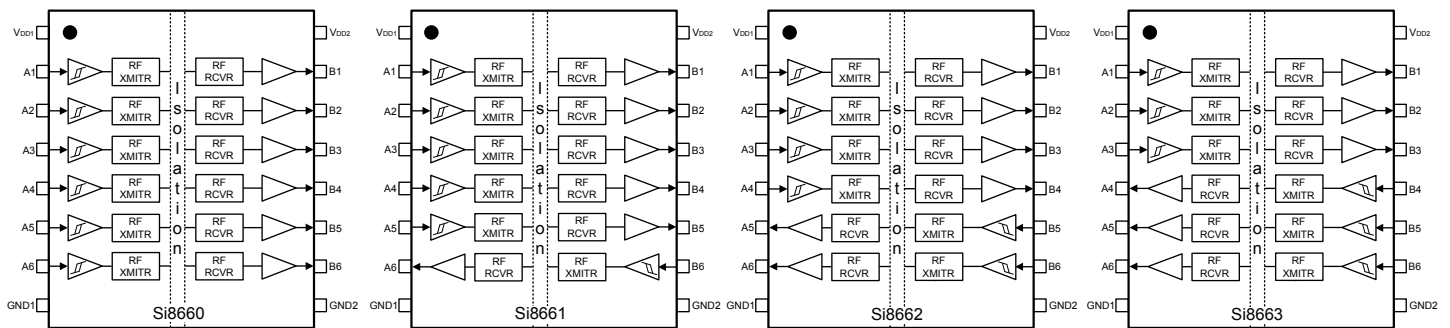 VDD1 VDD2 VDD1 VDD2 VDD1 VDD2 VDD1 VDD2
A1 RF XMITR RF RCVR B1 A1 RF XMITR RF RCVR B1 A1 RF XMITR RF RCVR B1 A1 RF XMITR RF RCVR B1
A2 RF XMITR RF RCVR B2 A2 RF XMITR RF RCVR B2 A2 RF XMITR RF RCVR B2 A2 RF XMITR RF RCVR B2
A3 RF XMITR RF RCVR B3 A3 RF XMITR RF RCVR B3 A3 RF XMITR RF RCVR B3 A3 RF XMITR RF RCVR B3
A4 RF XMITR RF RCVR B4 A4 RF XMITR RF RCVR B4 A4 RF XMITR RF RCVR B4 A4 RF RCVR RF XMITR B4
A5 RF XMITR RF RCVR B5 A5 RF XMITR RF RCVR B5 A5 RF RCVR RF XMITR B5 A5 RF RCVR RF XMITR B5
A6 RF XMITR RF RCVR B6 A6 RF RCVR RF XMITR B6 A6 RF RCVR RF XMITR B6 A6 RF RCVR RF XMITR B6
Isolation Isolation Isolation Isolation
GND1 GND2 GND1 GND2 GND1 GND2 GND1 GND2
Si8660 Si8661 Si8662 Si8663